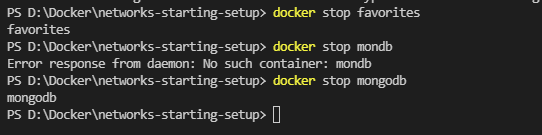 PS D:\Docker\networks-starting-setup> docker stop favorites
favorites
PS D:\Docker\networks-starting-setup> docker stop mondb
Error response from daemon: No such container: mondb
PS D:\Docker\networks-starting-setup> docker stop mongodb
mongodb
PS D:\Docker\networks-starting-setup>